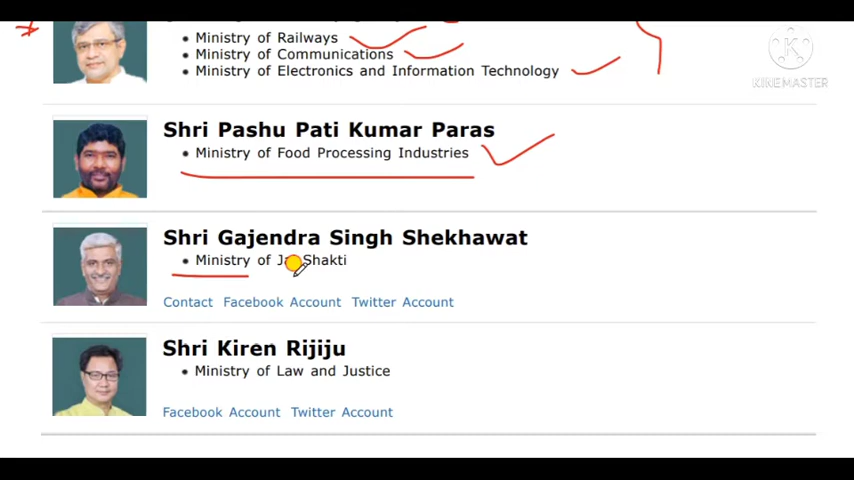 Ministry of Railways
Ministry of Communications
Ministry of Electronics and Information Technology
K
KINEMASTER
Shri Pashu Pati Kumar Paras
Ministry of Food Processing Industries
Shri Gajendra Singh Shekhawat
Ministry of Shakti
Contact Facebook Account Twitter Account
Shri Kiren Rijiju
Ministry of Law and Justice
Facebook Account Twitter Account